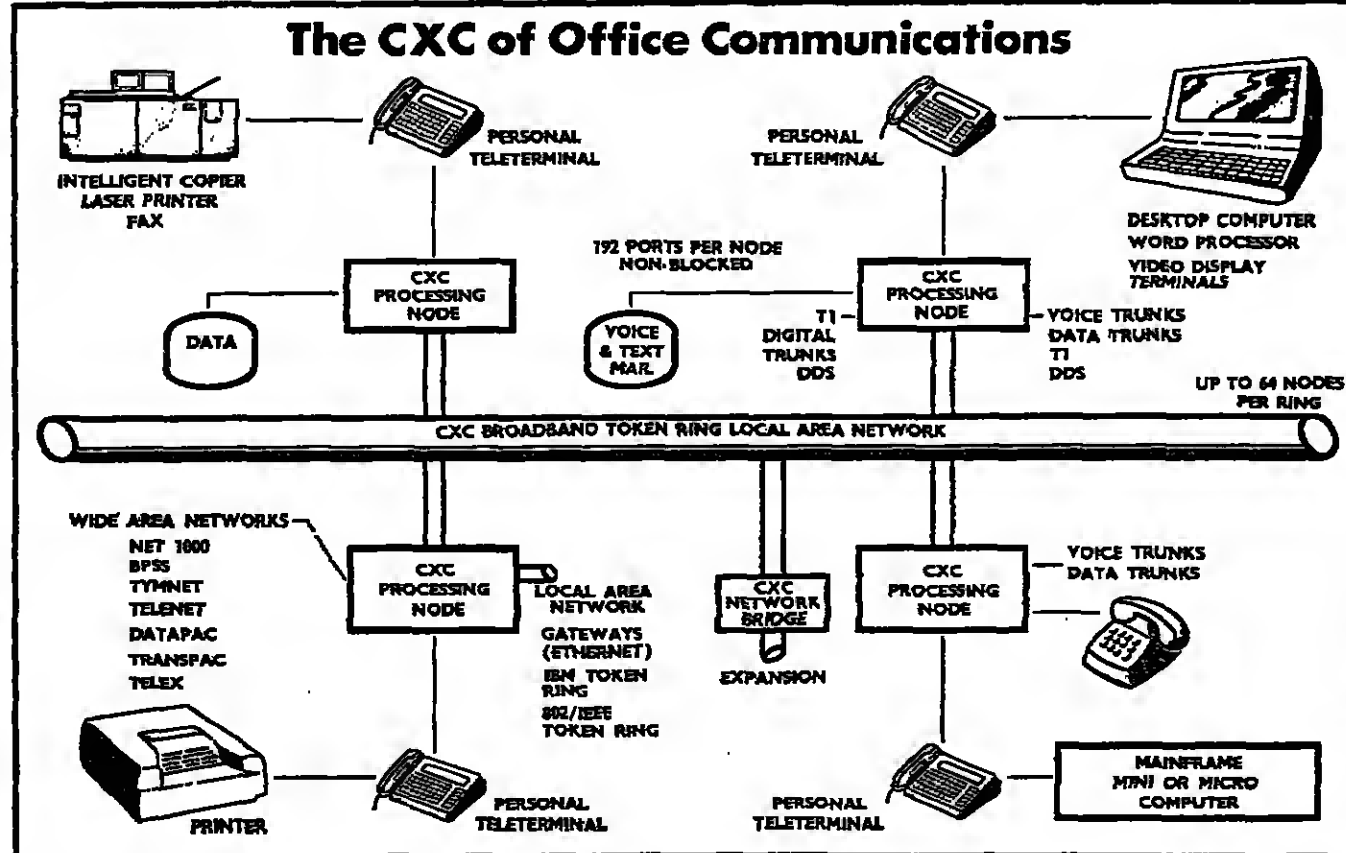 The CXC of Office Communications
INTELLIGENT COPIER
LASER PRINTER
FAX
PERSONAL
TELETERMINAL
PERSONAL
TELETERMINAL
DESKTOP COMPUTER
WORD PROCESSOR
VIDEO DISPLAY
TERMINALS
CXC
PROCESSING
NODE
DATA
192 PORTS PER NODE
NON-BLOCKED
VOICE
& TEXT
MAIL
T1
DIGITAL
TRUNKS
DDS
CXC
PROCESSING
NODE
VOICE TRUNKS
DATA TRUNKS
T1
DDS
UP TO 64 NODES
PER RING
CXC BROADBAND TOKEN RING LOCAL AREA NETWORK
WIDE AREA NETWORKS
NET 1000
BPSS
TYMNET
TELENET
DATAPAC
TRANSPAC
TELEX
CXC
PROCESSING
NODE
LOCAL AREA
NETWORK
GATEWAYS
(ETHERNET)
IBM TOKEN
RING
802/IEEE
TOKEN RING
CXC
NETWORK
BRIDGE
EXPANSION
CXC
PROCESSING
NODE
VOICE TRUNKS
DATA TRUNKS
PRINTER
PERSONAL
TELETERMINAL
PERSONAL
TELETERMINAL
MAINFRAME
MINI OR MICRO
COMPUTER